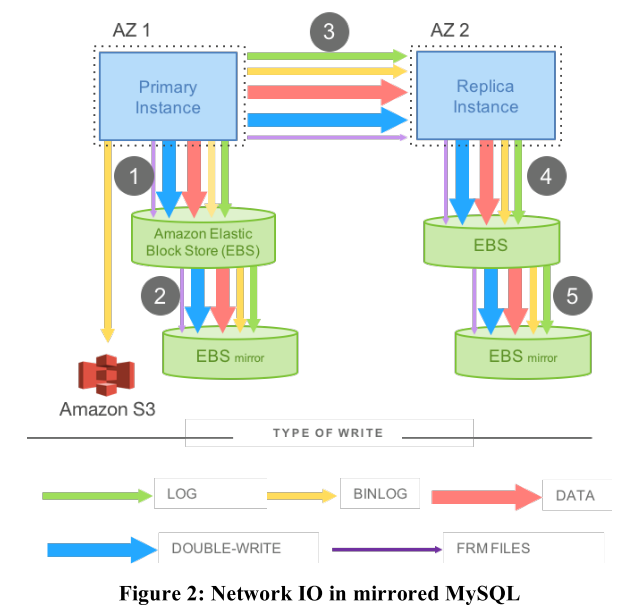 AZ 1
3
AZ 2
Primary
Instance
Replica
Instance
1
4
Amazon Elastic
Block Store (EBS)
EBS
2
5
EBS mirror
EBS mirror
Amazon S3
TYPE OF WRITE
LOG
BINLOG
DATA
DOUBLE-WRITE
FRM FILES
Figure 2: Network IO in mirrored MySQL